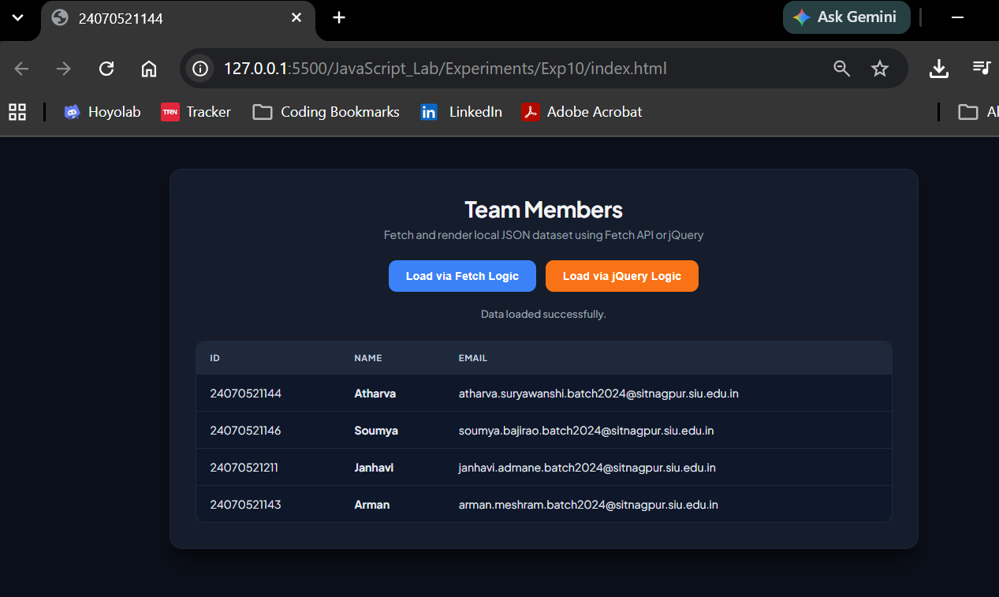 24070521144
Ask Gemini
127.0.0.1:5500/JavaScript_Lab/Experiments/Exp10/index.html
Hoyolab TRN Tracker Coding Bookmarks in LinkedIn Adobe Acrobat Al
Team Members
Fetch and render local JSON dataset using Fetch API or jQuery
Load via Fetch Logic Load via jQuery Logic
Data loaded successfully.
ID NAME EMAIL
24070521144 Atharva atharva.suryawanshi.batch2024@sitnagpur.siu.edu.in
24070521146 Soumya soumya.bajirao.batch2024@sitnagpur.siu.edu.in
24070521211 Janhavi janhavi.admane.batch2024@sitnagpur.siu.edu.in
24070521143 Arman arman.meshram.batch2024@sitnagpur.siu.edu.in